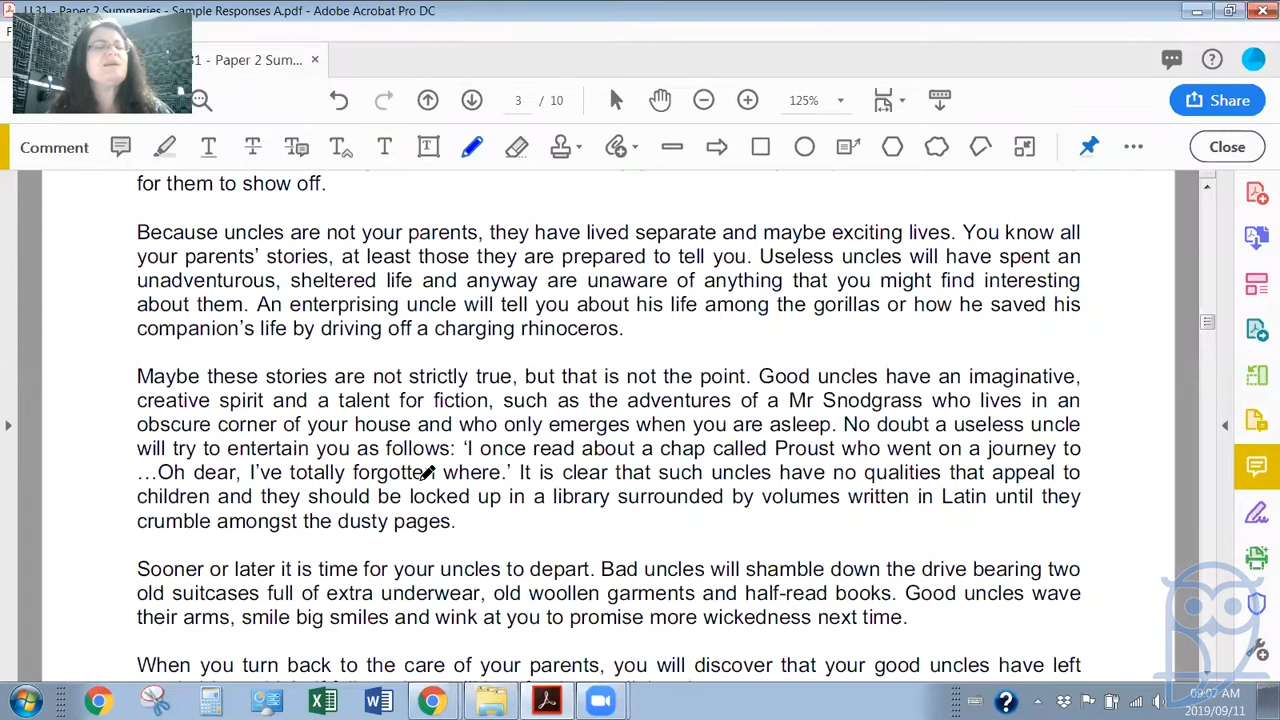 LL31 - Paper 2 Summaries - Sample Responses A.pdf - Adobe Acrobat Pro DC
31 - Paper 2 Sum...
3 / 10
125%
Share
Comment
Close
for them to show off.
Because uncles are not your parents, they have lived separate and maybe exciting lives. You know all
your parents’ stories, at least those they are prepared to tell you. Useless uncles will have spent an
unadventurous, sheltered life and anyway are unaware of anything that you might find interesting
about them. An enterprising uncle will tell you about his life among the gorillas or how he saved his
companion’s life by driving off a charging rhinoceros.
Maybe these stories are not strictly true, but that is not the point. Good uncles have an imaginative,
creative spirit and a talent for fiction, such as the adventures of a Mr Snodgrass who lives in an
obscure corner of your house and who only emerges when you are asleep. No doubt a useless uncle
will try to entertain you as follows: ‘I once read about a chap called Proust who went on a journey to
…Oh dear, I’ve totally forgotten where.’ It is clear that such uncles have no qualities that appeal to
children and they should be locked up in a library surrounded by volumes written in Latin until they
crumble amongst the dusty pages.
Sooner or later it is time for your uncles to depart. Bad uncles will shamble down the drive bearing two
old suitcases full of extra underwear, old woollen garments and half-read books. Good uncles wave
their arms, smile big smiles and wink at you to promise more wickedness next time.
When you turn back to the care of your parents, you will discover that your good uncles have left
09:07 AM
2019/09/11